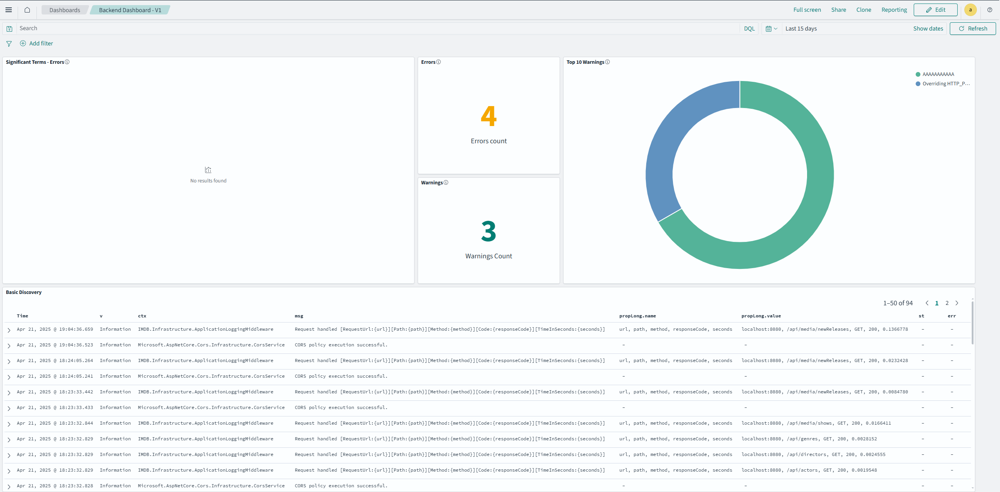 Dashboards Backend Dashboard - V1 Full screen Share Clone Reporting Edit a
Search DQL Last 15 days Show dates Refresh
Add filter
Significant Terms - Errors
No results found
Errors
4
Errors count
Warnings
3
Warnings Count
Top 10 Warnings
AAAAAAAAAAA
Overriding HTTP_P...
Basic Discovery
1–50 of 94 1 2
Time v ctx msg propLong.name propLong.value st err
Apr 21, 2025 @ 19:04:36.659 Information IMDB.Infrastructure.ApplicationLoggingMiddleware Request handled [RequestUrl:{url}][Path:{path}][Method:{method}][Code:{responseCode}][TimeInSeconds:{seconds}] url, path, method, responseCode, seconds localhost:8080, /api/media/newReleases, GET, 200, 0.1366778 – –
Apr 21, 2025 @ 19:04:36.523 Information Microsoft.AspNetCore.Cors.Infrastructure.CorsService CORS policy execution successful. – – – –
Apr 21, 2025 @ 18:24:05.264 Information IMDB.Infrastructure.ApplicationLoggingMiddleware Request handled [RequestUrl:{url}][Path:{path}][Method:{method}][Code:{responseCode}][TimeInSeconds:{seconds}] url, path, method, responseCode, seconds localhost:8080, /api/media/newReleases, GET, 200, 0.0232428 – –
Apr 21, 2025 @ 18:24:05.241 Information Microsoft.AspNetCore.Cors.Infrastructure.CorsService CORS policy execution successful. – – – –
Apr 21, 2025 @ 18:23:33.442 Information IMDB.Infrastructure.ApplicationLoggingMiddleware Request handled [RequestUrl:{url}][Path:{path}][Method:{method}][Code:{responseCode}][TimeInSeconds:{seconds}] url, path, method, responseCode, seconds localhost:8080, /api/media/newReleases, GET, 200, 0.0084780 – –
Apr 21, 2025 @ 18:23:33.433 Information Microsoft.AspNetCore.Cors.Infrastructure.CorsService CORS policy execution successful. – – – –
Apr 21, 2025 @ 18:23:32.844 Information IMDB.Infrastructure.ApplicationLoggingMiddleware Request handled [RequestUrl:{url}][Path:{path}][Method:{method}][Code:{responseCode}][TimeInSeconds:{seconds}] url, path, method, responseCode, seconds localhost:8080, /api/media/shows, GET, 200, 0.0166411 – –
Apr 21, 2025 @ 18:23:32.829 Information IMDB.Infrastructure.ApplicationLoggingMiddleware Request handled [RequestUrl:{url}][Path:{path}][Method:{method}][Code:{responseCode}][TimeInSeconds:{seconds}] url, path, method, responseCode, seconds localhost:8080, /api/genres, GET, 200, 0.0028152 – –
Apr 21, 2025 @ 18:23:32.829 Information IMDB.Infrastructure.ApplicationLoggingMiddleware Request handled [RequestUrl:{url}][Path:{path}][Method:{method}][Code:{responseCode}][TimeInSeconds:{seconds}] url, path, method, responseCode, seconds localhost:8080, /api/directors, GET, 200, 0.0024555 – –
Apr 21, 2025 @ 18:23:32.829 Information IMDB.Infrastructure.ApplicationLoggingMiddleware Request handled [RequestUrl:{url}][Path:{path}][Method:{method}][Code:{responseCode}][TimeInSeconds:{seconds}] url, path, method, responseCode, seconds localhost:8080, /api/actors, GET, 200, 0.0019548 – –
Apr 21, 2025 @ 18:23:32.828 Information Microsoft.AspNetCore.Cors.Infrastructure.CorsService CORS policy execution successful. – – – –